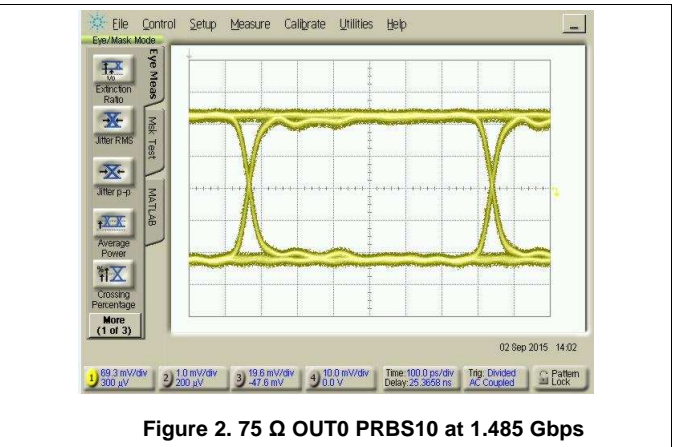 File Control Setup Measure Calibrate Utilities Help
Eye/Mask Mode
Eye Meas
Msk Test
MATLAB
Extinction
Ratio
Jitter RMS
Jitter p-p
Average
Power
Crossing
Percentage
More
(1 of 3)
02 Sep 2015 14:02
1) 69.3 mV/div
300 µV
2) 1.0 mV/div
200 µV
3) 19.6 mV/div
-47.6 mV
4) 10.0 mV/div
0.0 V
Time:100.0 ps/div
Delay:25.3658 ns
Trig: Divided
AC Coupled
Pattern
Lock
Figure 2. 75 Ω OUT0 PRBS10 at 1.485 Gbps